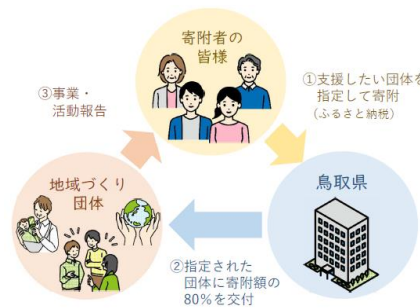 寄附者の
皆様
①支援したい団体を
指定して寄附
(ふるさと納税)
③事業・
活動報告
地域づくり
団体
鳥取県
②指定された
団体に寄附額の
80%を交付